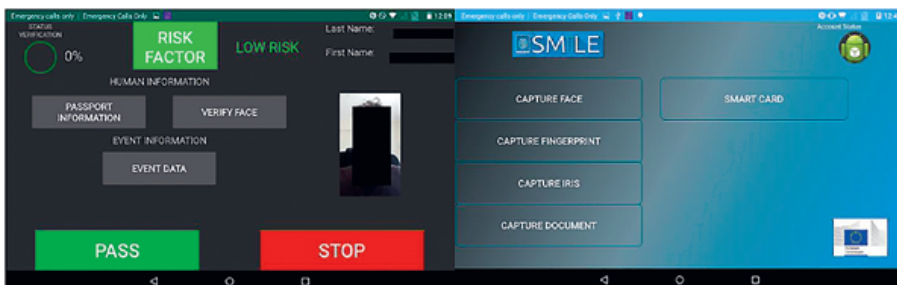 Emergency calls only | Emergency Calls Only
12:09
STATUS
VERIFICATION
0%
RISK
FACTOR
LOW RISK
Last Name:
First Name:
HUMAN INFORMATION
PASSPORT
INFORMATION
VERIFY FACE
EVENT INFORMATION
EVENT DATA
PASS
STOP
Emergency calls only | Emergency Calls Only
Account Status
SMILE
CAPTURE FACE
SMART CARD
CAPTURE FINGERPRINT
CAPTURE IRIS
CAPTURE DOCUMENT